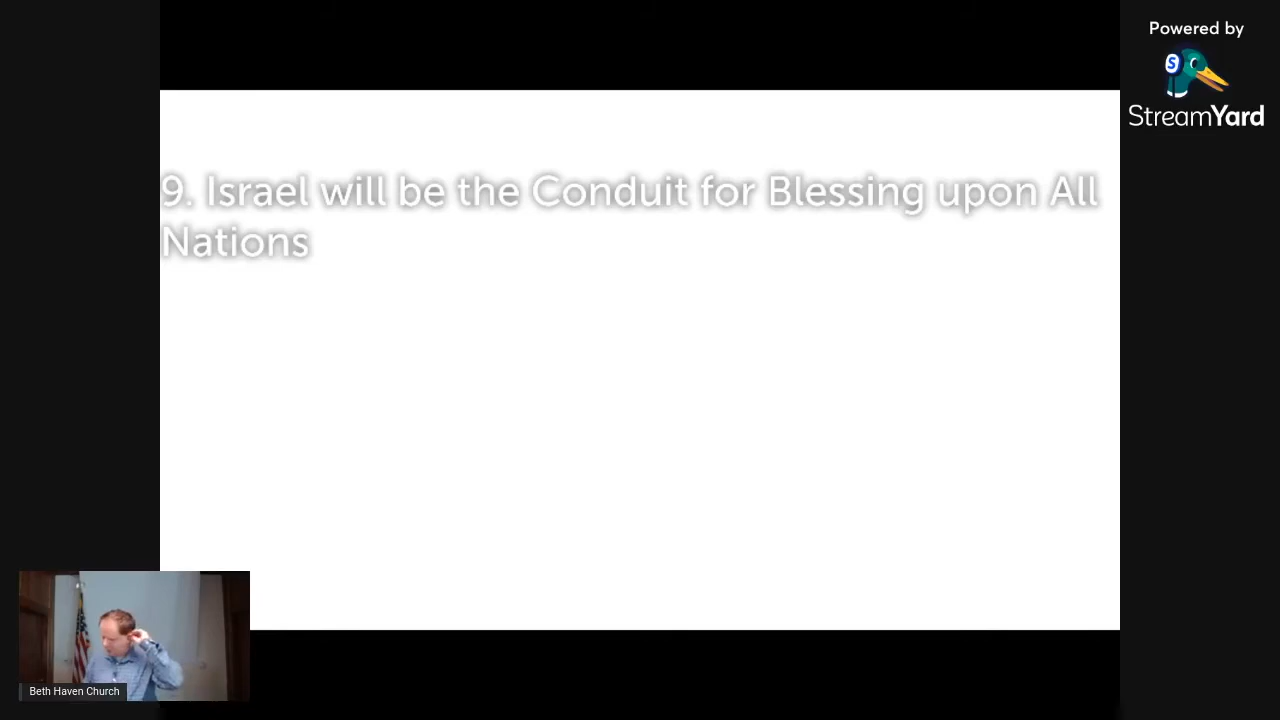 Powered by
S
StreamYard
9. Israel will be the Conduit for Blessing upon All
Nations
Beth Haven Church